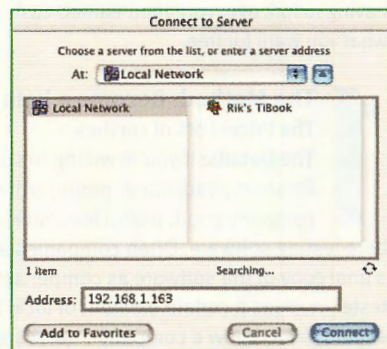 Connect to Server
Choose a server from the list, or enter a server address
At: Local Network
Local Network
Rik's TiBook
1 item
Searching...
Address: 192.168.1.163
Add to Favorites
Cancel
Connect